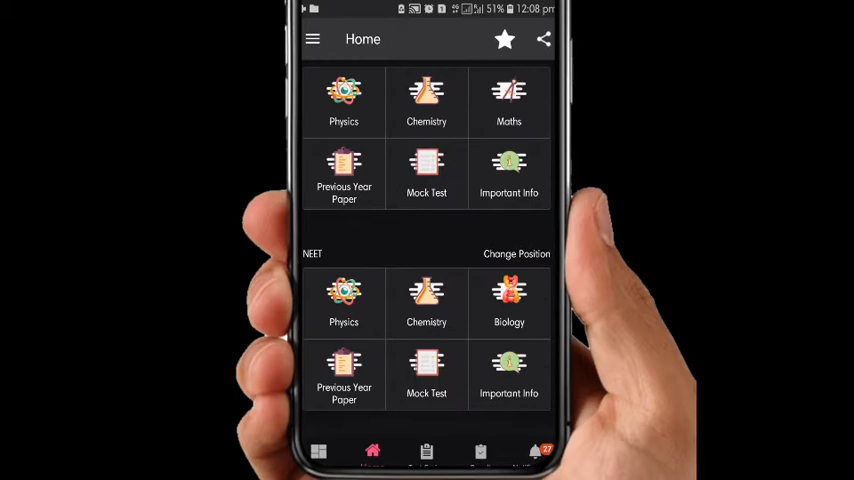 51% 12:08 pm
Home
Physics
Chemistry
Maths
Previous Year
Paper
Mock Test
Important Info
NEET
Change Position
Physics
Chemistry
Biology
Previous Year
Paper
Mock Test
Important Info
27
Home